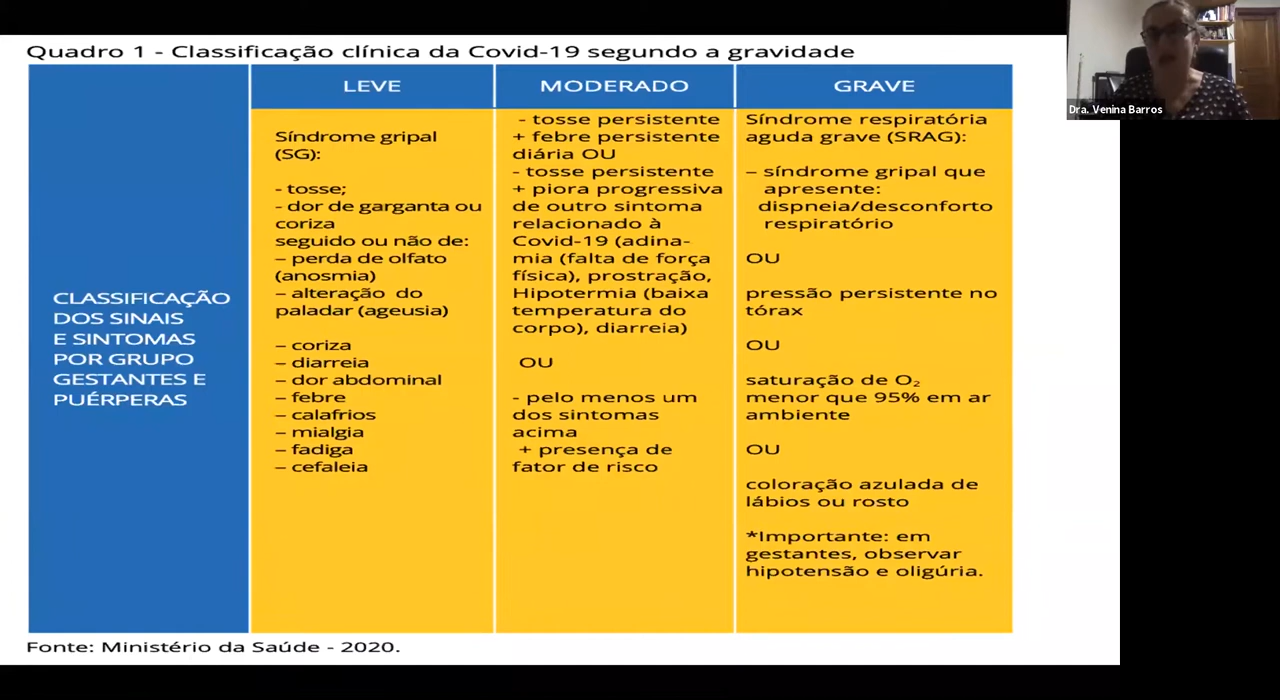 Quadro 1 - Classificação clínica da Covid-19 segundo a gravidade
LEVE
MODERADO
GRAVE
CLASSIFICAÇÃO
DOS SINAIS
E SINTOMAS
POR GRUPO
GESTANTES E
PUÉRPERAS
Síndrome gripal
(SG):
- tosse;
- dor de garganta ou
coriza
seguido ou não de:
– perda de olfato
(anosmia)
– alteração do
paladar (ageusia)
– coriza
– diarreia
– dor abdominal
– febre
– calafrios
– mialgia
– fadiga
– cefaleia
- tosse persistente
+ febre persistente
diária OU
- tosse persistente
+ piora progressiva
de outro sintoma
relacionado à
Covid-19 (adina-
mia (falta de força
física), prostração,
Hipotermia (baixa
temperatura do
corpo), diarreia)
OU
- pelo menos um
dos sintomas
acima
+ presença de
fator de risco
Síndrome respiratória
aguda grave (SRAG):
– síndrome gripal que
apresente:
dispneia/desconforto
respiratório
OU
pressão persistente no
tórax
OU
saturação de O₂
menor que 95% em ar
ambiente
OU
coloração azulada de
lábios ou rosto
*Importante: em
gestantes, observar
hipotensão e oligúria.
Fonte: Ministério da Saúde - 2020.
Dra. Venina Barros